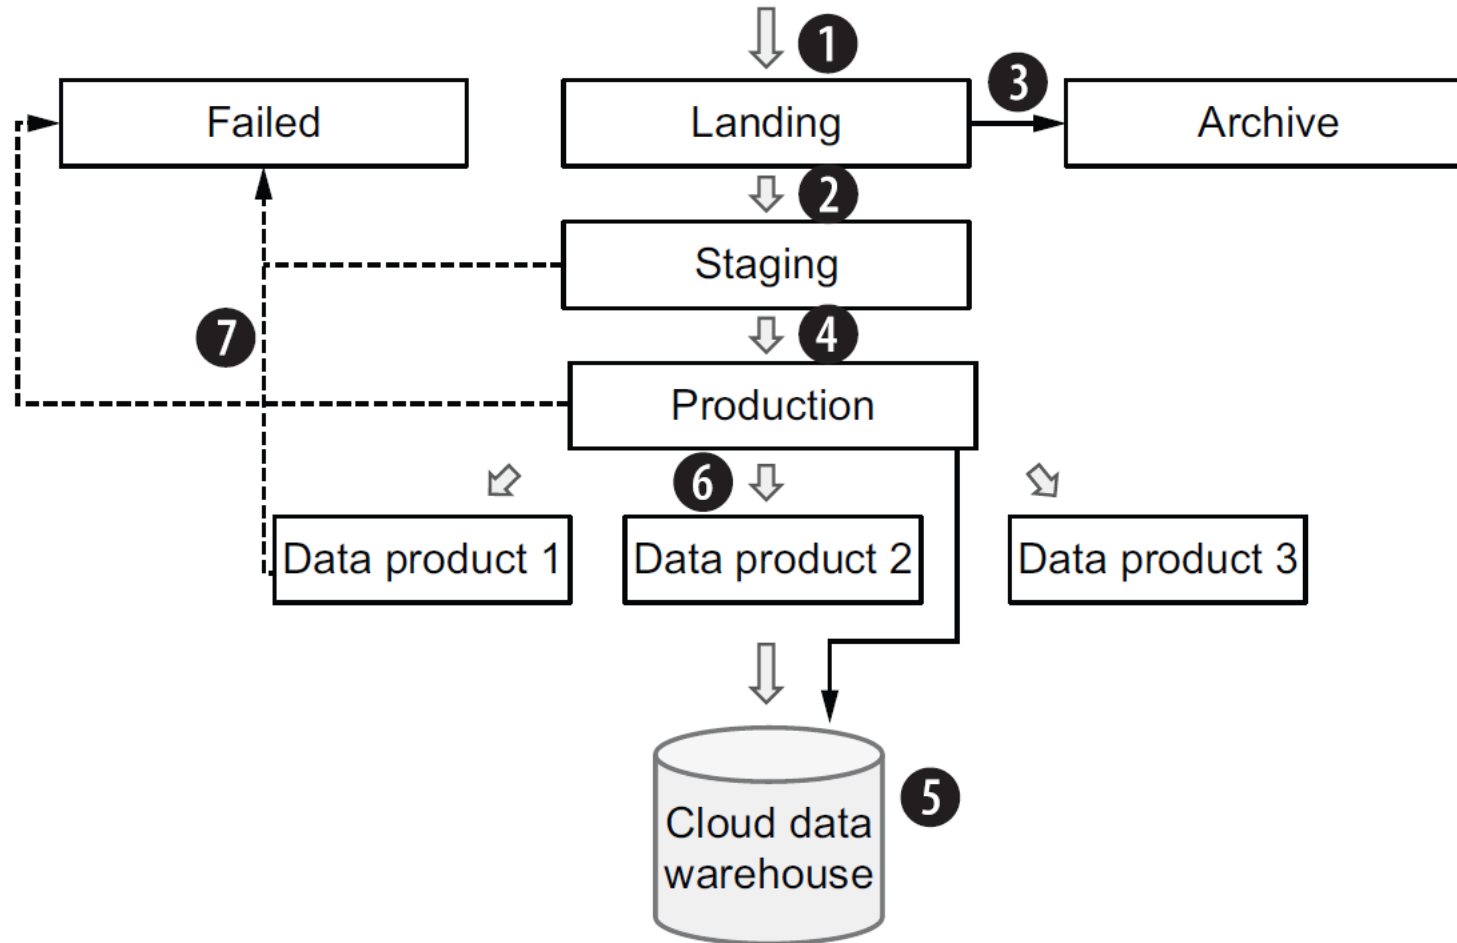 1
Failed
Landing
3
Archive
2
Staging
7
4
Production
6
Data product 1
Data product 2
Data product 3
Cloud data
warehouse
5